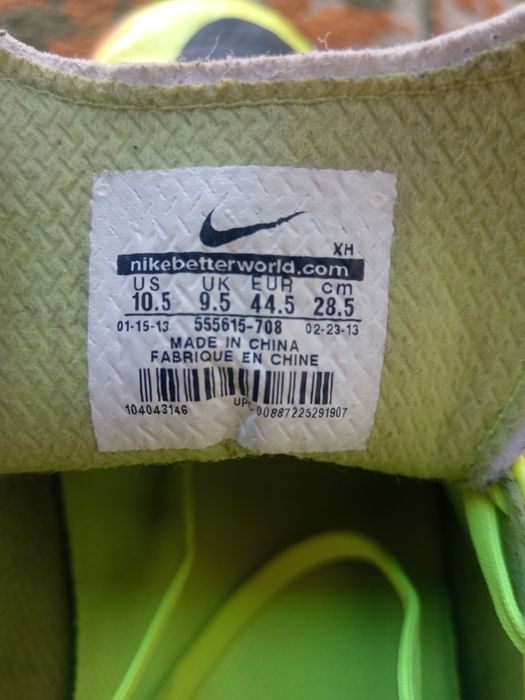 XH
nikebetterworld.com
US UK EUR cm
10.5 9.5 44.5 28.5
01-15-13 555615-708 02-23-13
MADE IN CHINA
FABRIQUE EN CHINE
104043146 UPC 00887225291907